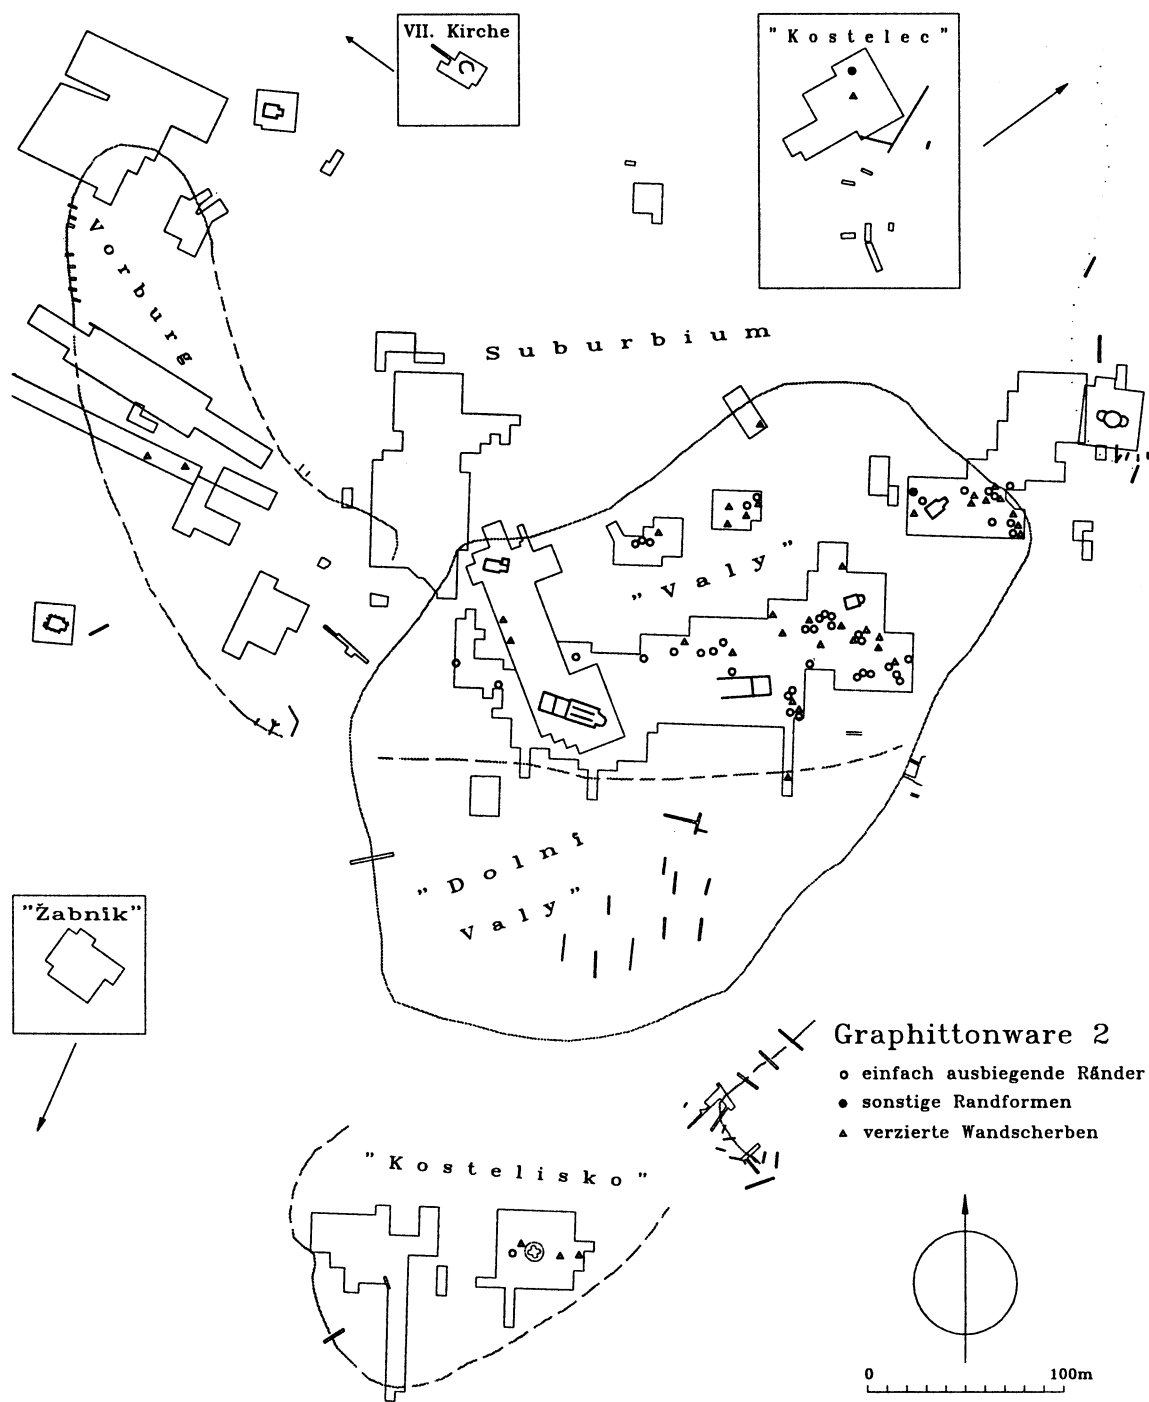 VII. Kirche
"Kostelec"
Vorburg
Suburbium
"Valy"
"Dolní
Valy"
"Žabnik"
Graphittonware 2
einfach ausbiegende Ränder
sonstige Randformen
verzierte Wandscherben
"Kostelisko"
0 100m